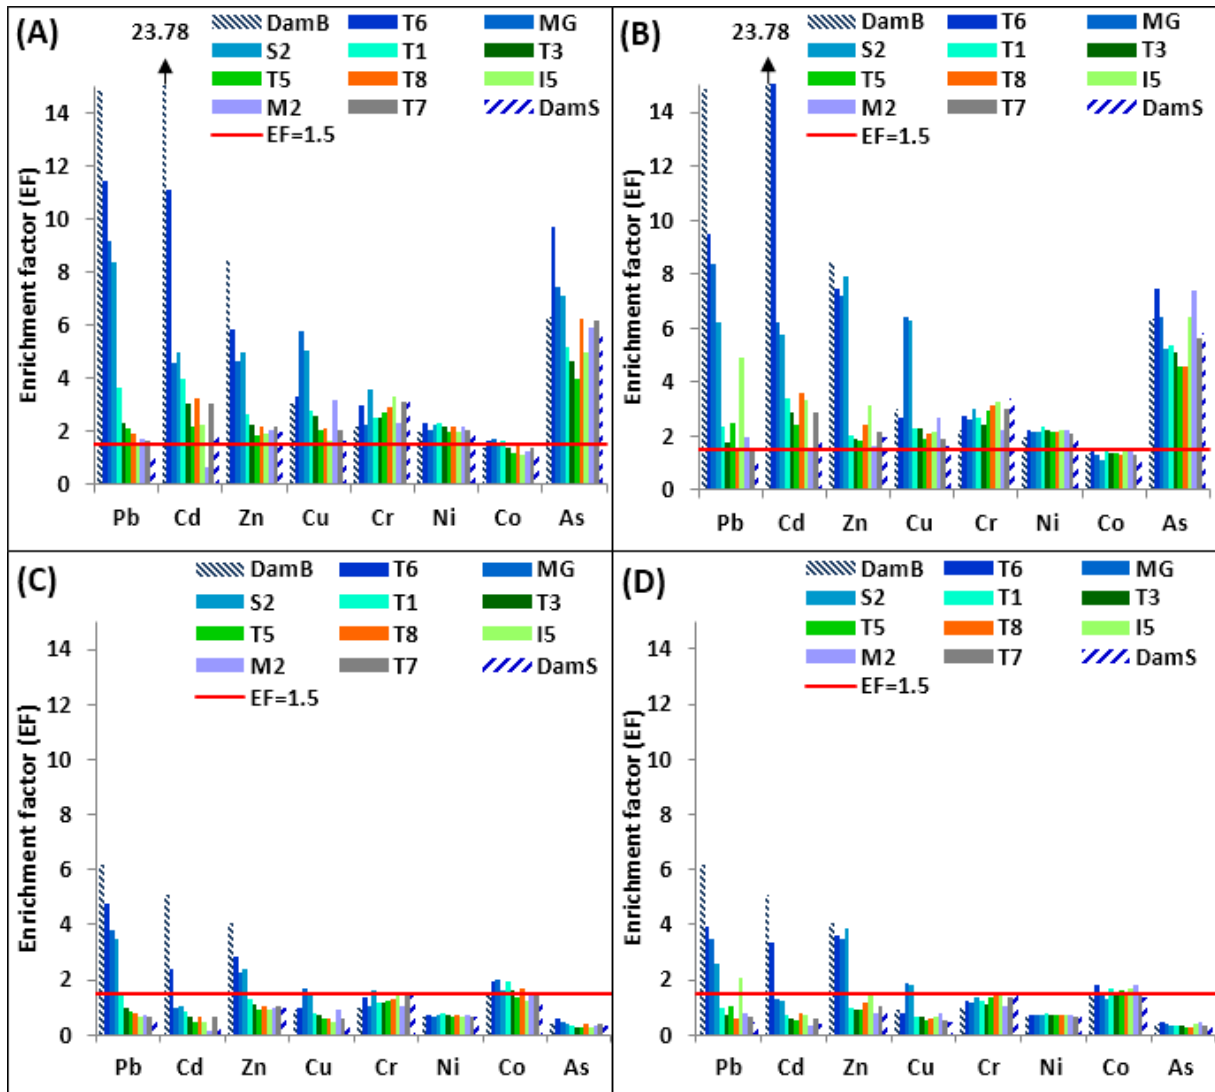 (A)
23.78
DamB T6 MG
S2 T1 T3
T5 T8 I5
M2 T7 DamS
EF=1.5
Enrichment factor (EF)
14
12
10
8
6
4
2
0
Pb Cd Zn Cu Cr Ni Co As
(B)
23.78
DamB T6 MG
S2 T1 T3
T5 T8 I5
M2 T7 DamS
EF=1.5
Enrichment factor (EF)
14
12
10
8
6
4
2
0
Pb Cd Zn Cu Cr Ni Co As
(C)
DamB T6 MG
S2 T1 T3
T5 T8 I5
M2 T7 DamS
EF=1.5
Enrichment factor (EF)
14
12
10
8
6
4
2
0
Pb Cd Zn Cu Cr Ni Co As
(D)
DamB T6 MG
S2 T1 T3
T5 T8 I5
M2 T7 DamS
EF=1.5
Enrichment factor (EF)
14
12
10
8
6
4
2
0
Pb Cd Zn Cu Cr Ni Co As